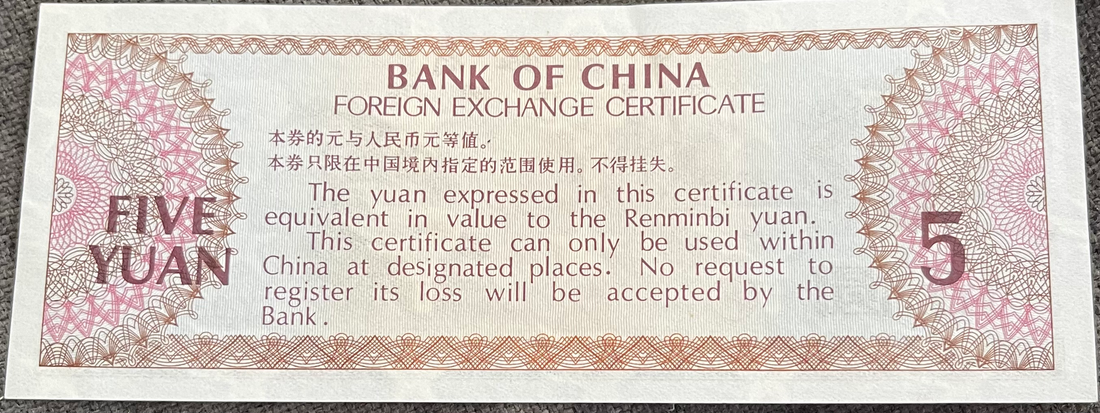 BANK OF CHINA
FOREIGN EXCHANGE CERTIFICATE
本券的元与人民币元等值。
本券只限在中国境内指定的范围使用。不得挂失。
The yuan expressed in this certificate is
equivalent in value to the Renminbi yuan.
This certificate can only be used within
China at designated places. No request to
register its loss will be accepted by the
Bank.
FIVE
YUAN
5